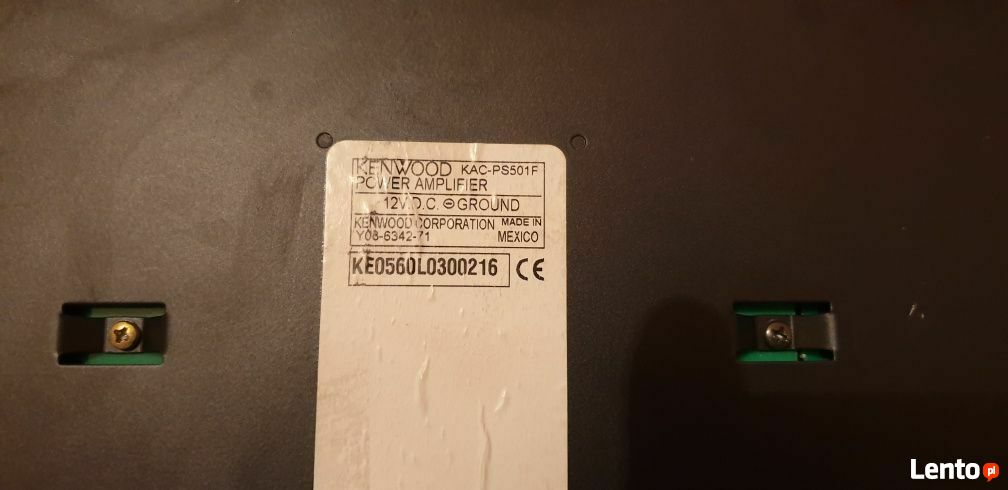 KENWOOD KAC-PS501F
POWER AMPLIFIER
12V.D.C. ⊖ GROUND
KENWOOD CORPORATION MADE IN
Y08-6342-71 MEXICO
KE0560L0300216 CE
Lento pl